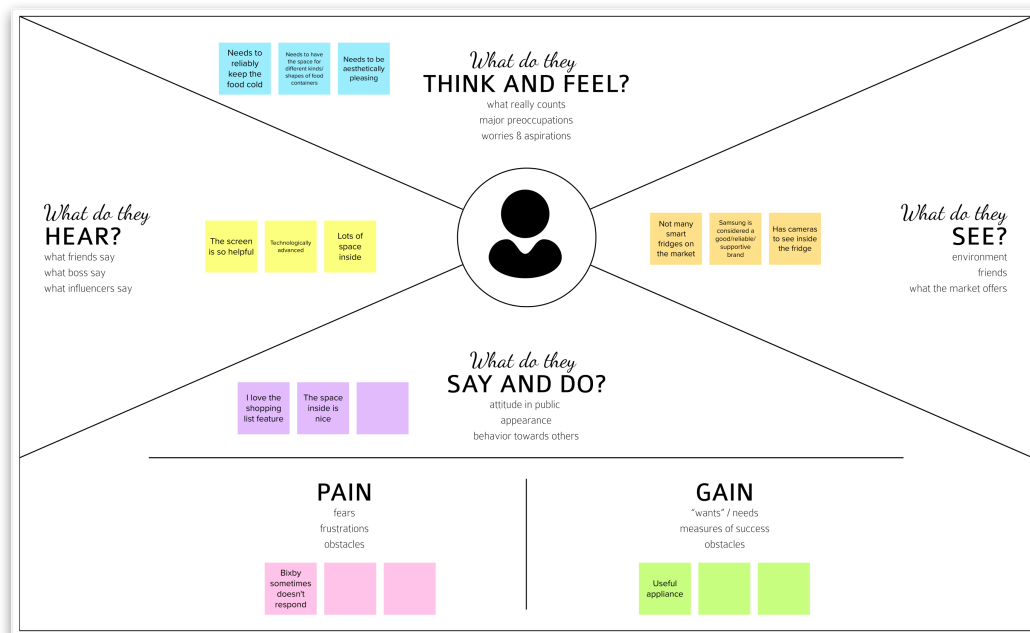 Needs to
reliably
keep the
food cold
Needs to have
the space for
different kinds/
shapes of food
containers
Needs to be
aesthetically
pleasing
What do they
THINK AND FEEL?
what really counts
major preoccupations
worries & aspirations
What do they
HEAR?
what friends say
what boss say
what influencers say
The screen
is so helpful
Technologically
advanced
Lots of
space
inside
Not many
smart
fridges on
the market
Samsung is
considered a
good/reliable/
supportive
brand
Has cameras
to see inside
the fridge
What do they
SEE?
environment
friends
what the market offers
What do they
SAY AND DO?
attitude in public
appearance
behavior towards others
I love the
shopping
list feature
The space
inside is
nice
PAIN
fears
frustrations
obstacles
Bixby
sometimes
doesn't
respond
GAIN
"wants" / needs
measures of success
obstacles
Useful
appliance